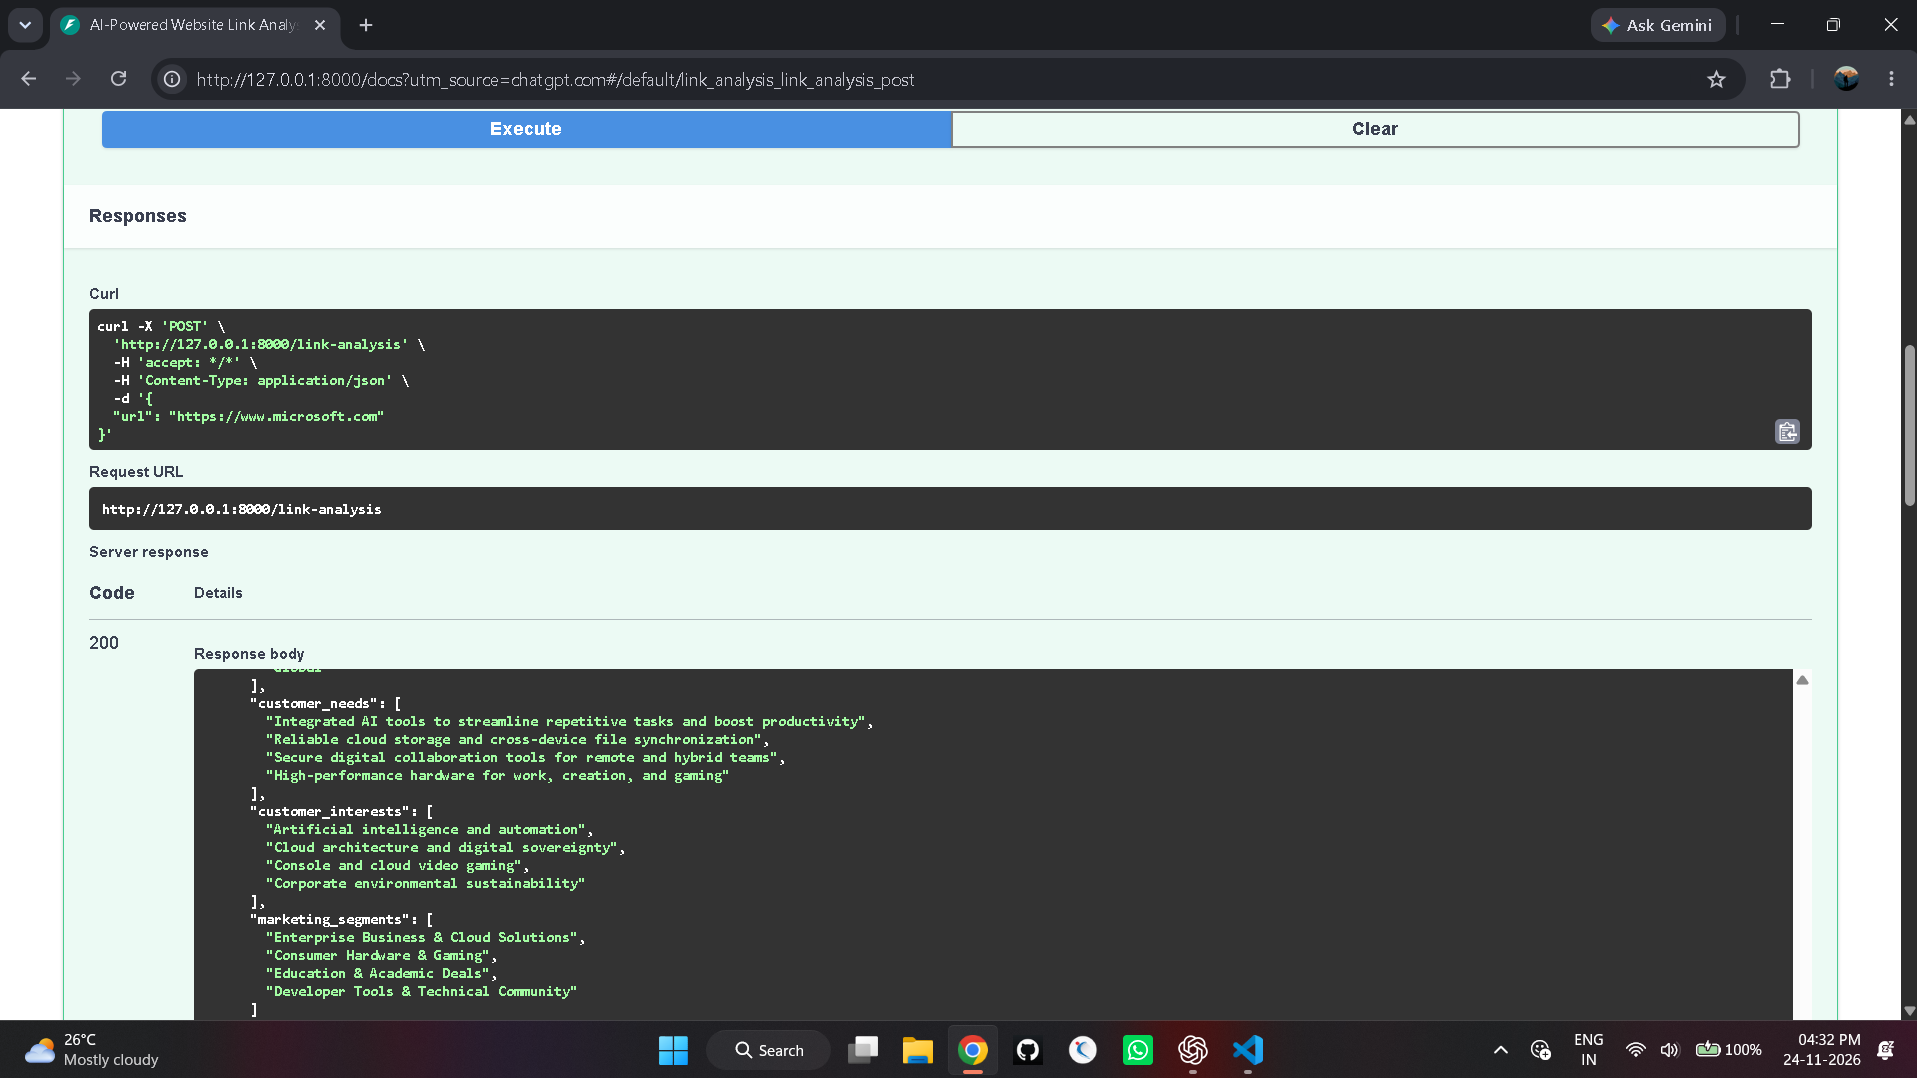 AI-Powered Website Link Analy
Ask Gemini
http://127.0.0.1:8000/docs?utm_source=chatgpt.com#/default/link_analysis_link_analysis_post
Execute
Clear
Responses
Curl
curl -X 'POST' \
'http://127.0.0.1:8000/link-analysis' \
-H 'accept: */*' \
-H 'Content-Type: application/json' \
-d '{
"url": "https://www.microsoft.com"
}'
Request URL
http://127.0.0.1:8000/link-analysis
Server response
Code
Details
200
Response body
],
"customer_needs": [
"Integrated AI tools to streamline repetitive tasks and boost productivity",
"Reliable cloud storage and cross-device file synchronization",
"Secure digital collaboration tools for remote and hybrid teams",
"High-performance hardware for work, creation, and gaming"
],
"customer_interests": [
"Artificial intelligence and automation",
"Cloud architecture and digital sovereignty",
"Console and cloud video gaming",
"Corporate environmental sustainability"
],
"marketing_segments": [
"Enterprise Business & Cloud Solutions",
"Consumer Hardware & Gaming",
"Education & Academic Deals",
"Developer Tools & Technical Community"
]
26°C
Mostly cloudy
Search
ENG
IN
100%
04:32 PM
24-11-2026